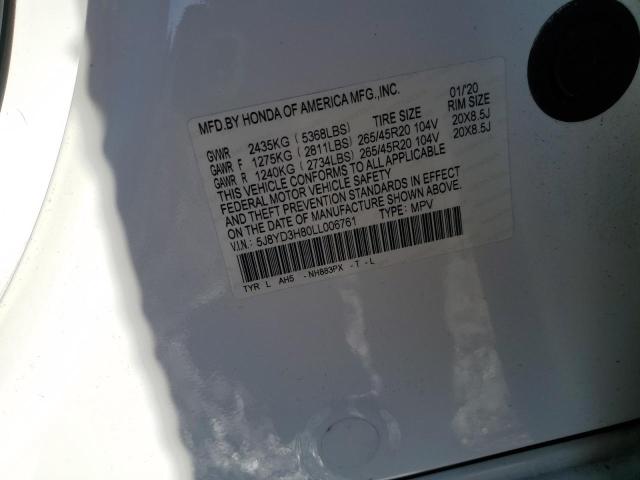 MFD.BY HONDA OF AMERICA MFG.,INC. 01/'20
GVWR 2435KG ( 5368LBS) TIRE SIZE RIM SIZE
GAWR F 1275KG ( 2811LBS) 265/45R20 104V 20X8.5J
GAWR R 1240KG ( 2734LBS) 265/45R20 104V 20X8.5J
THIS VEHICLE CONFORMS TO ALL APPLICABLE
FEDERAL MOTOR VEHICLE SAFETY
AND THEFT PREVENTION STANDARDS IN EFFECT
ON THE DATE OF MANUFACTURE SHOWN ABOVE.
V.I.N.: 5J8YD3H80LL006761 TYPE: MPV
TYR L AH5 -NH883PX -T -L